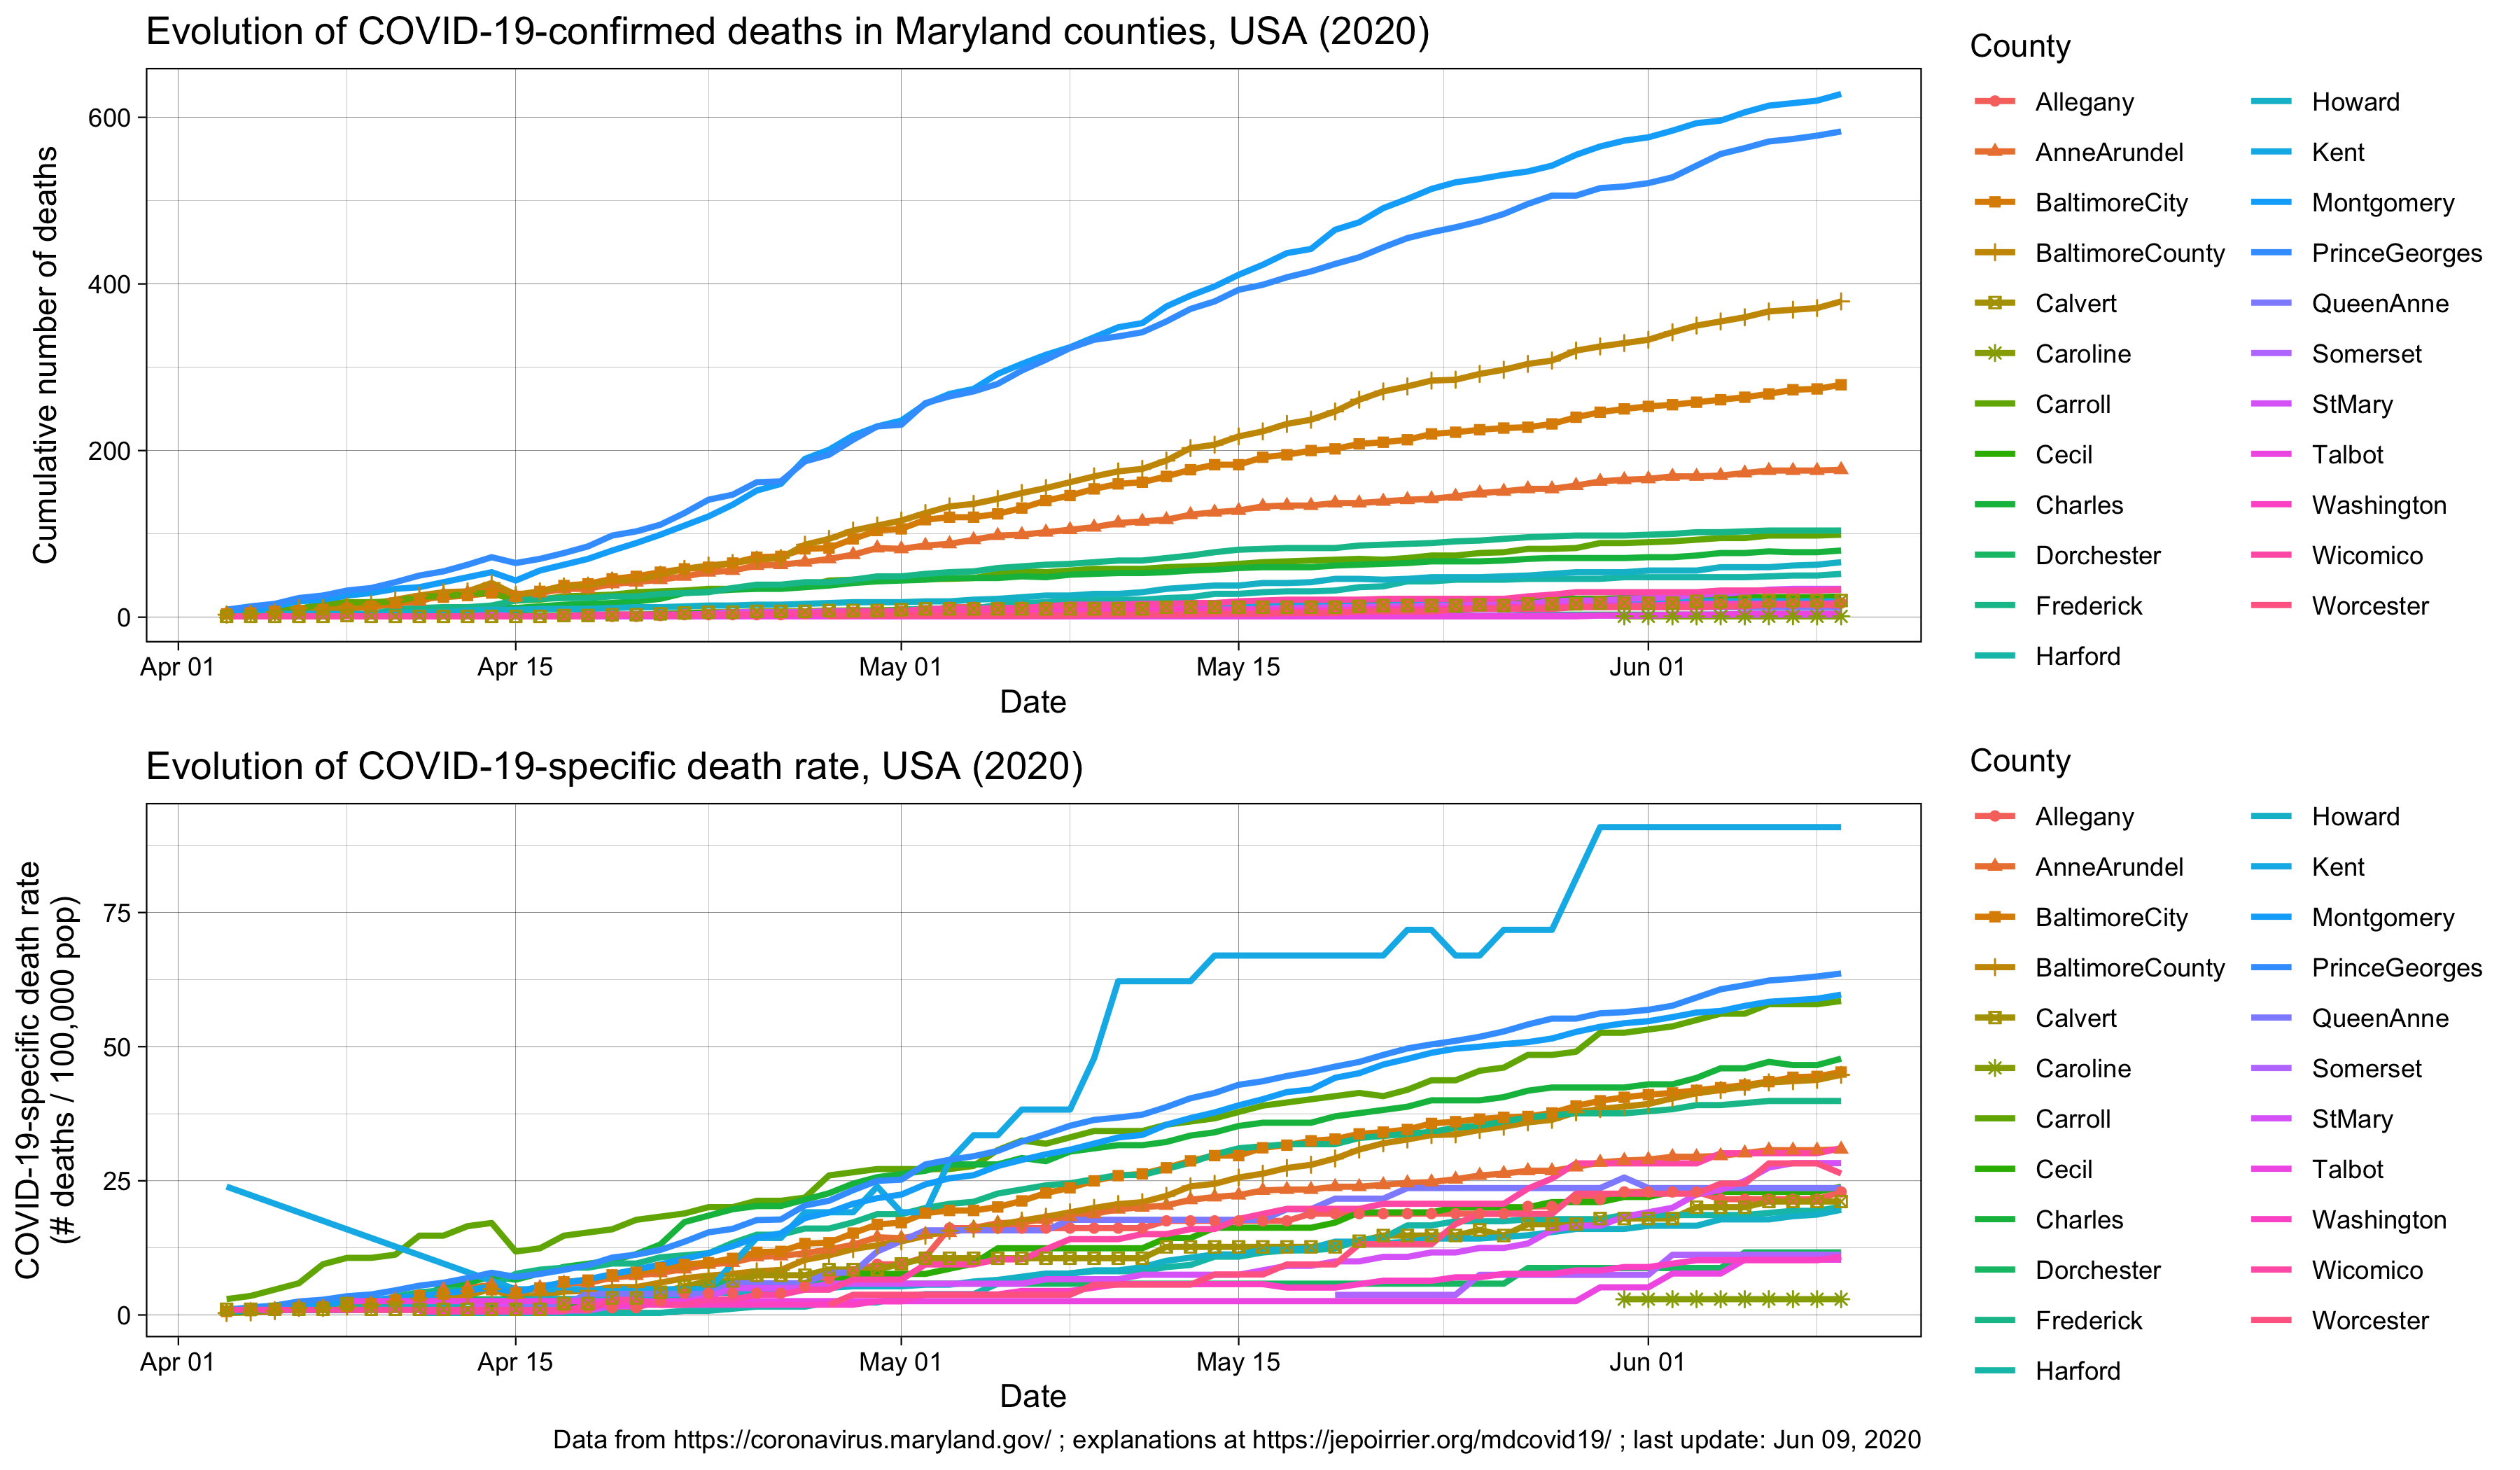 Evolution of COVID-19-confirmed deaths in Maryland counties, USA (2020)
Cumulative number of deaths
600
400
200
0
Apr 01
Apr 15
May 01
May 15
Jun 01
Date
County
Allegany
AnneArundel
BaltimoreCity
BaltimoreCounty
Calvert
Caroline
Carroll
Cecil
Charles
Dorchester
Frederick
Harford
Howard
Kent
Montgomery
PrinceGeorges
QueenAnne
Somerset
StMary
Talbot
Washington
Wicomico
Worcester
Evolution of COVID-19-specific death rate, USA (2020)
COVID-19-specific death rate
(# deaths / 100,000 pop)
75
50
25
0
Apr 01
Apr 15
May 01
May 15
Jun 01
Date
County
Allegany
AnneArundel
BaltimoreCity
BaltimoreCounty
Calvert
Caroline
Carroll
Cecil
Charles
Dorchester
Frederick
Harford
Howard
Kent
Montgomery
PrinceGeorges
QueenAnne
Somerset
StMary
Talbot
Washington
Wicomico
Worcester
Data from https://coronavirus.maryland.gov/ ; explanations at https://jepoirrier.org/mdcovid19/ ; last update: Jun 09, 2020